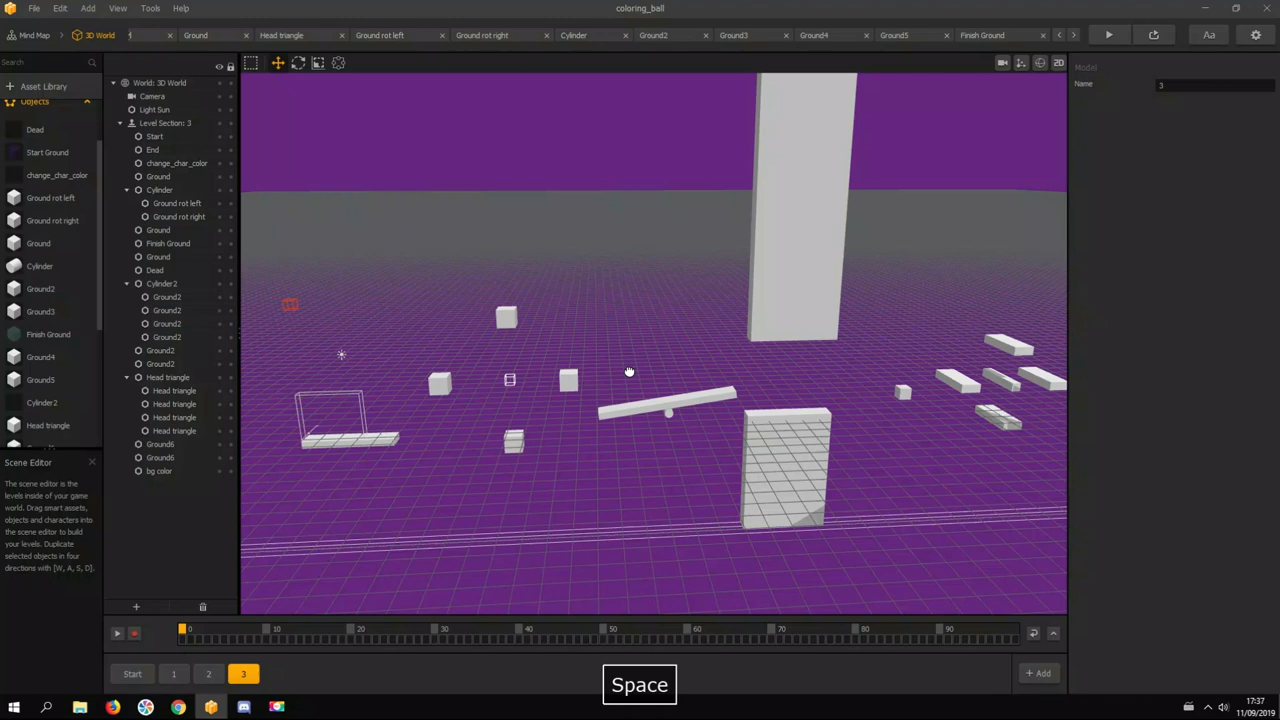 File Edit View Tools Help
coloring_ball
Mind Map 3D World
Ground Head triangle Ground rot left Ground rot right Cylinder Ground2 Ground3 Ground4 Ground5 Finish Ground
Aa
Search
Asset Library
Objects
Dead
Start Ground
change_char_color
Ground rot left
Ground rot right
Ground
Cylinder
Ground2
Ground3
Finish Ground
Ground4
Ground5
Cylinder2
Head triangle
World: 3D World
Camera
Light Sun
Level Section: 3
Start
End
change_char_color
Ground
Cylinder
Ground rot left
Ground rot right
Ground
Finish Ground
Ground
Dead
Cylinder2
Ground2
Ground2
Ground2
Ground2
Ground2
Ground2
Head triangle
Head triangle
Head triangle
Head triangle
Head triangle
Ground6
Ground6
bg color
2D
Model
Name 3
Scene Editor
The scene editor is the
levels inside of your game
world. Drag smart assets,
objects and characters into
the scene editor to build
your levels. Duplicate
selected objects in four
directions with [W, A, S, D].
0 10 20 30 40 50 60 70 80 90
Start 1 2 3
+ Add
Space
17:37
11/09/2019